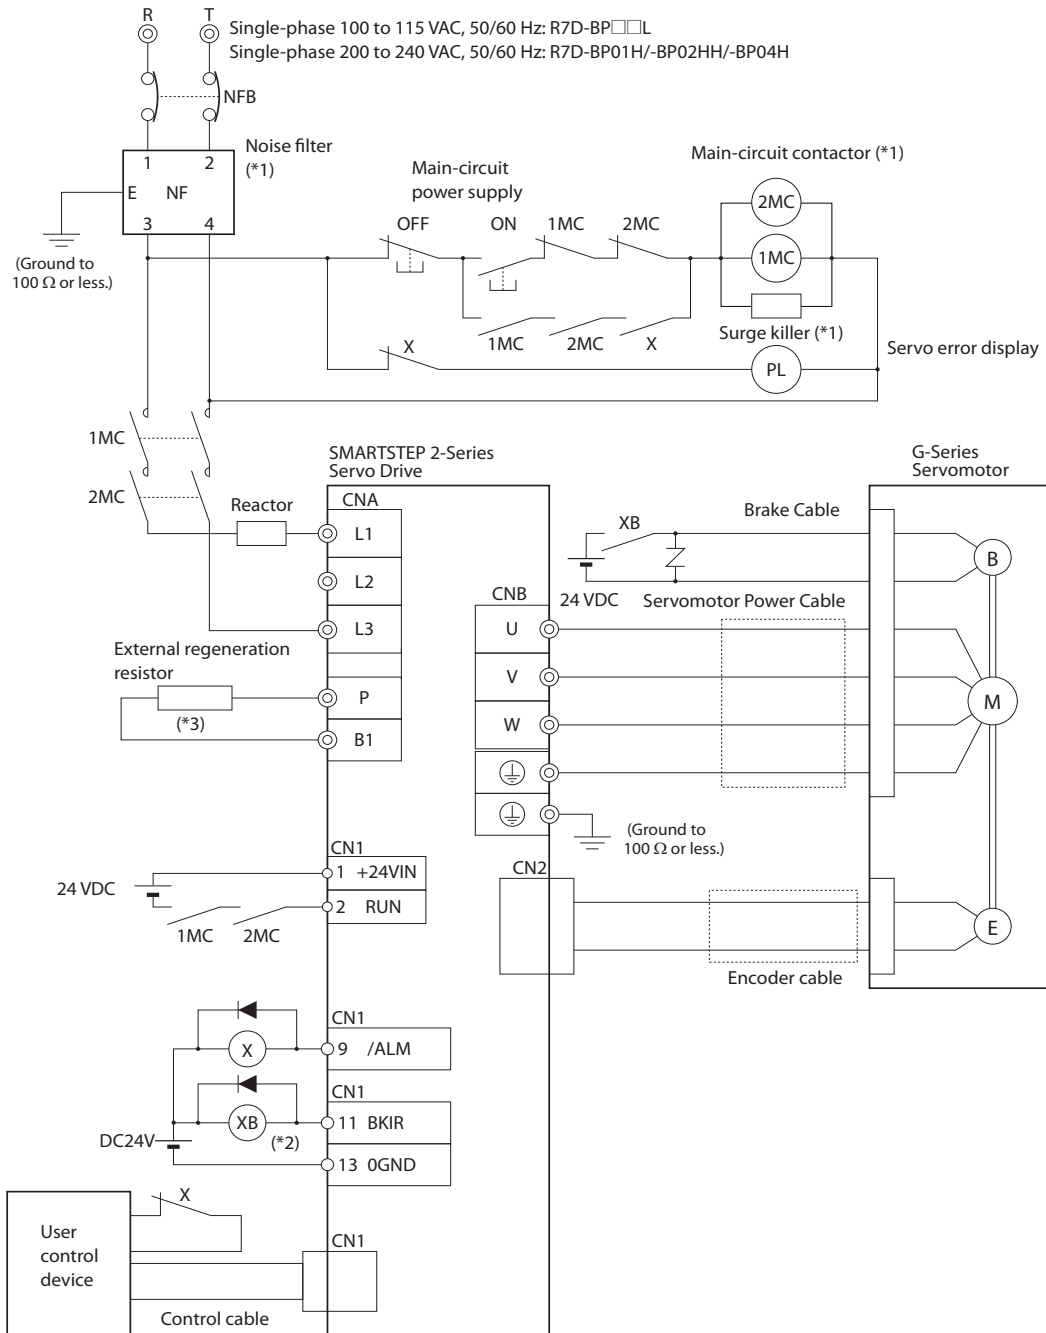 R T
Single-phase 100 to 115 VAC, 50/60 Hz: R7D-BP□□L
Single-phase 200 to 240 VAC, 50/60 Hz: R7D-BP01H/-BP02HH/-BP04H
NFB
1 2
E NF
3 4
Noise filter
(*1)
(Ground to
100 Ω or less.)
Main-circuit
power supply
OFF ON 1MC 2MC
1MC 2MC X
Main-circuit contactor (*1)
2MC
1MC
Surge killer (*1)
X
PL
Servo error display
1MC
2MC
Reactor
SMARTSTEP 2-Series
Servo Drive
CNA
L1
L2
L3
External regeneration
resistor
(*3)
P
B1
G-Series
Servomotor
XB
Brake Cable
B
24 VDC
Servomotor Power Cable
CNB
U
V
W
M
(Ground to
100 Ω or less.)
CN1
24 VDC
1 +24VIN
2 RUN
1MC 2MC
CN2
E
Encoder cable
CN1
X
9 /ALM
CN1
XB
(*2)
11 BKIR
DC24V
13 0GND
X
User
control
device
CN1
Control cable